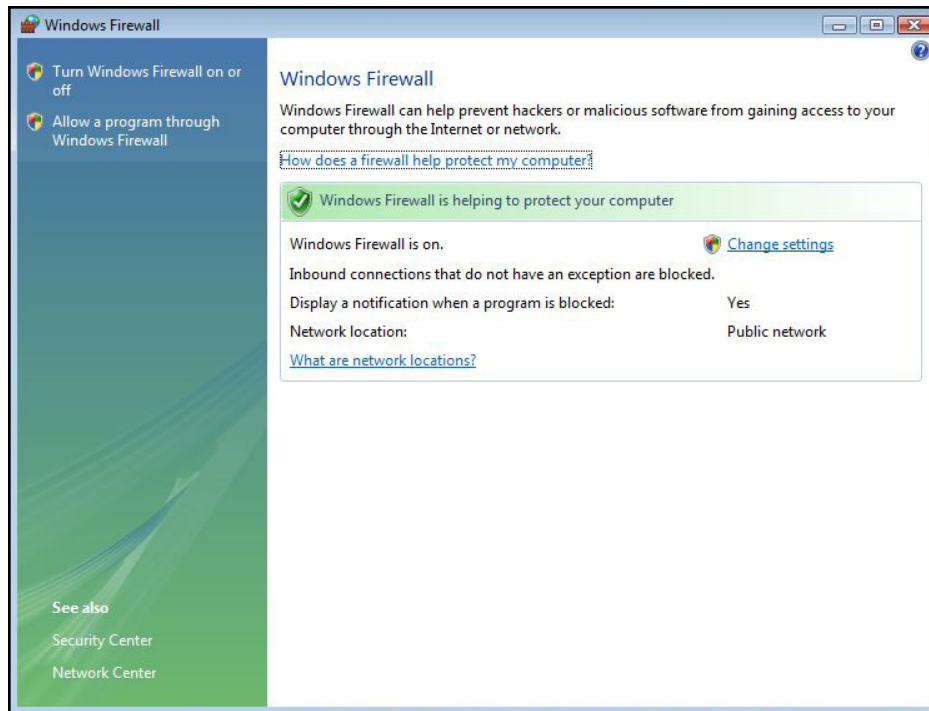 Windows Firewall
Turn Windows Firewall on or
off
Allow a program through
Windows Firewall
See also
Security Center
Network Center
Windows Firewall
Windows Firewall can help prevent hackers or malicious software from gaining access to your
computer through the Internet or network.
How does a firewall help protect my computer?
Windows Firewall is helping to protect your computer
Windows Firewall is on. Change settings
Inbound connections that do not have an exception are blocked.
Display a notification when a program is blocked: Yes
Network location: Public network
What are network locations?